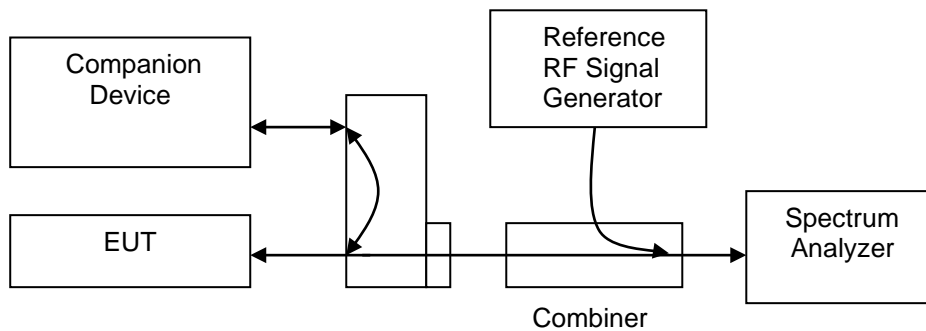 Companion
Device
Reference
RF Signal
Generator
EUT
Spectrum
Analyzer
Combiner